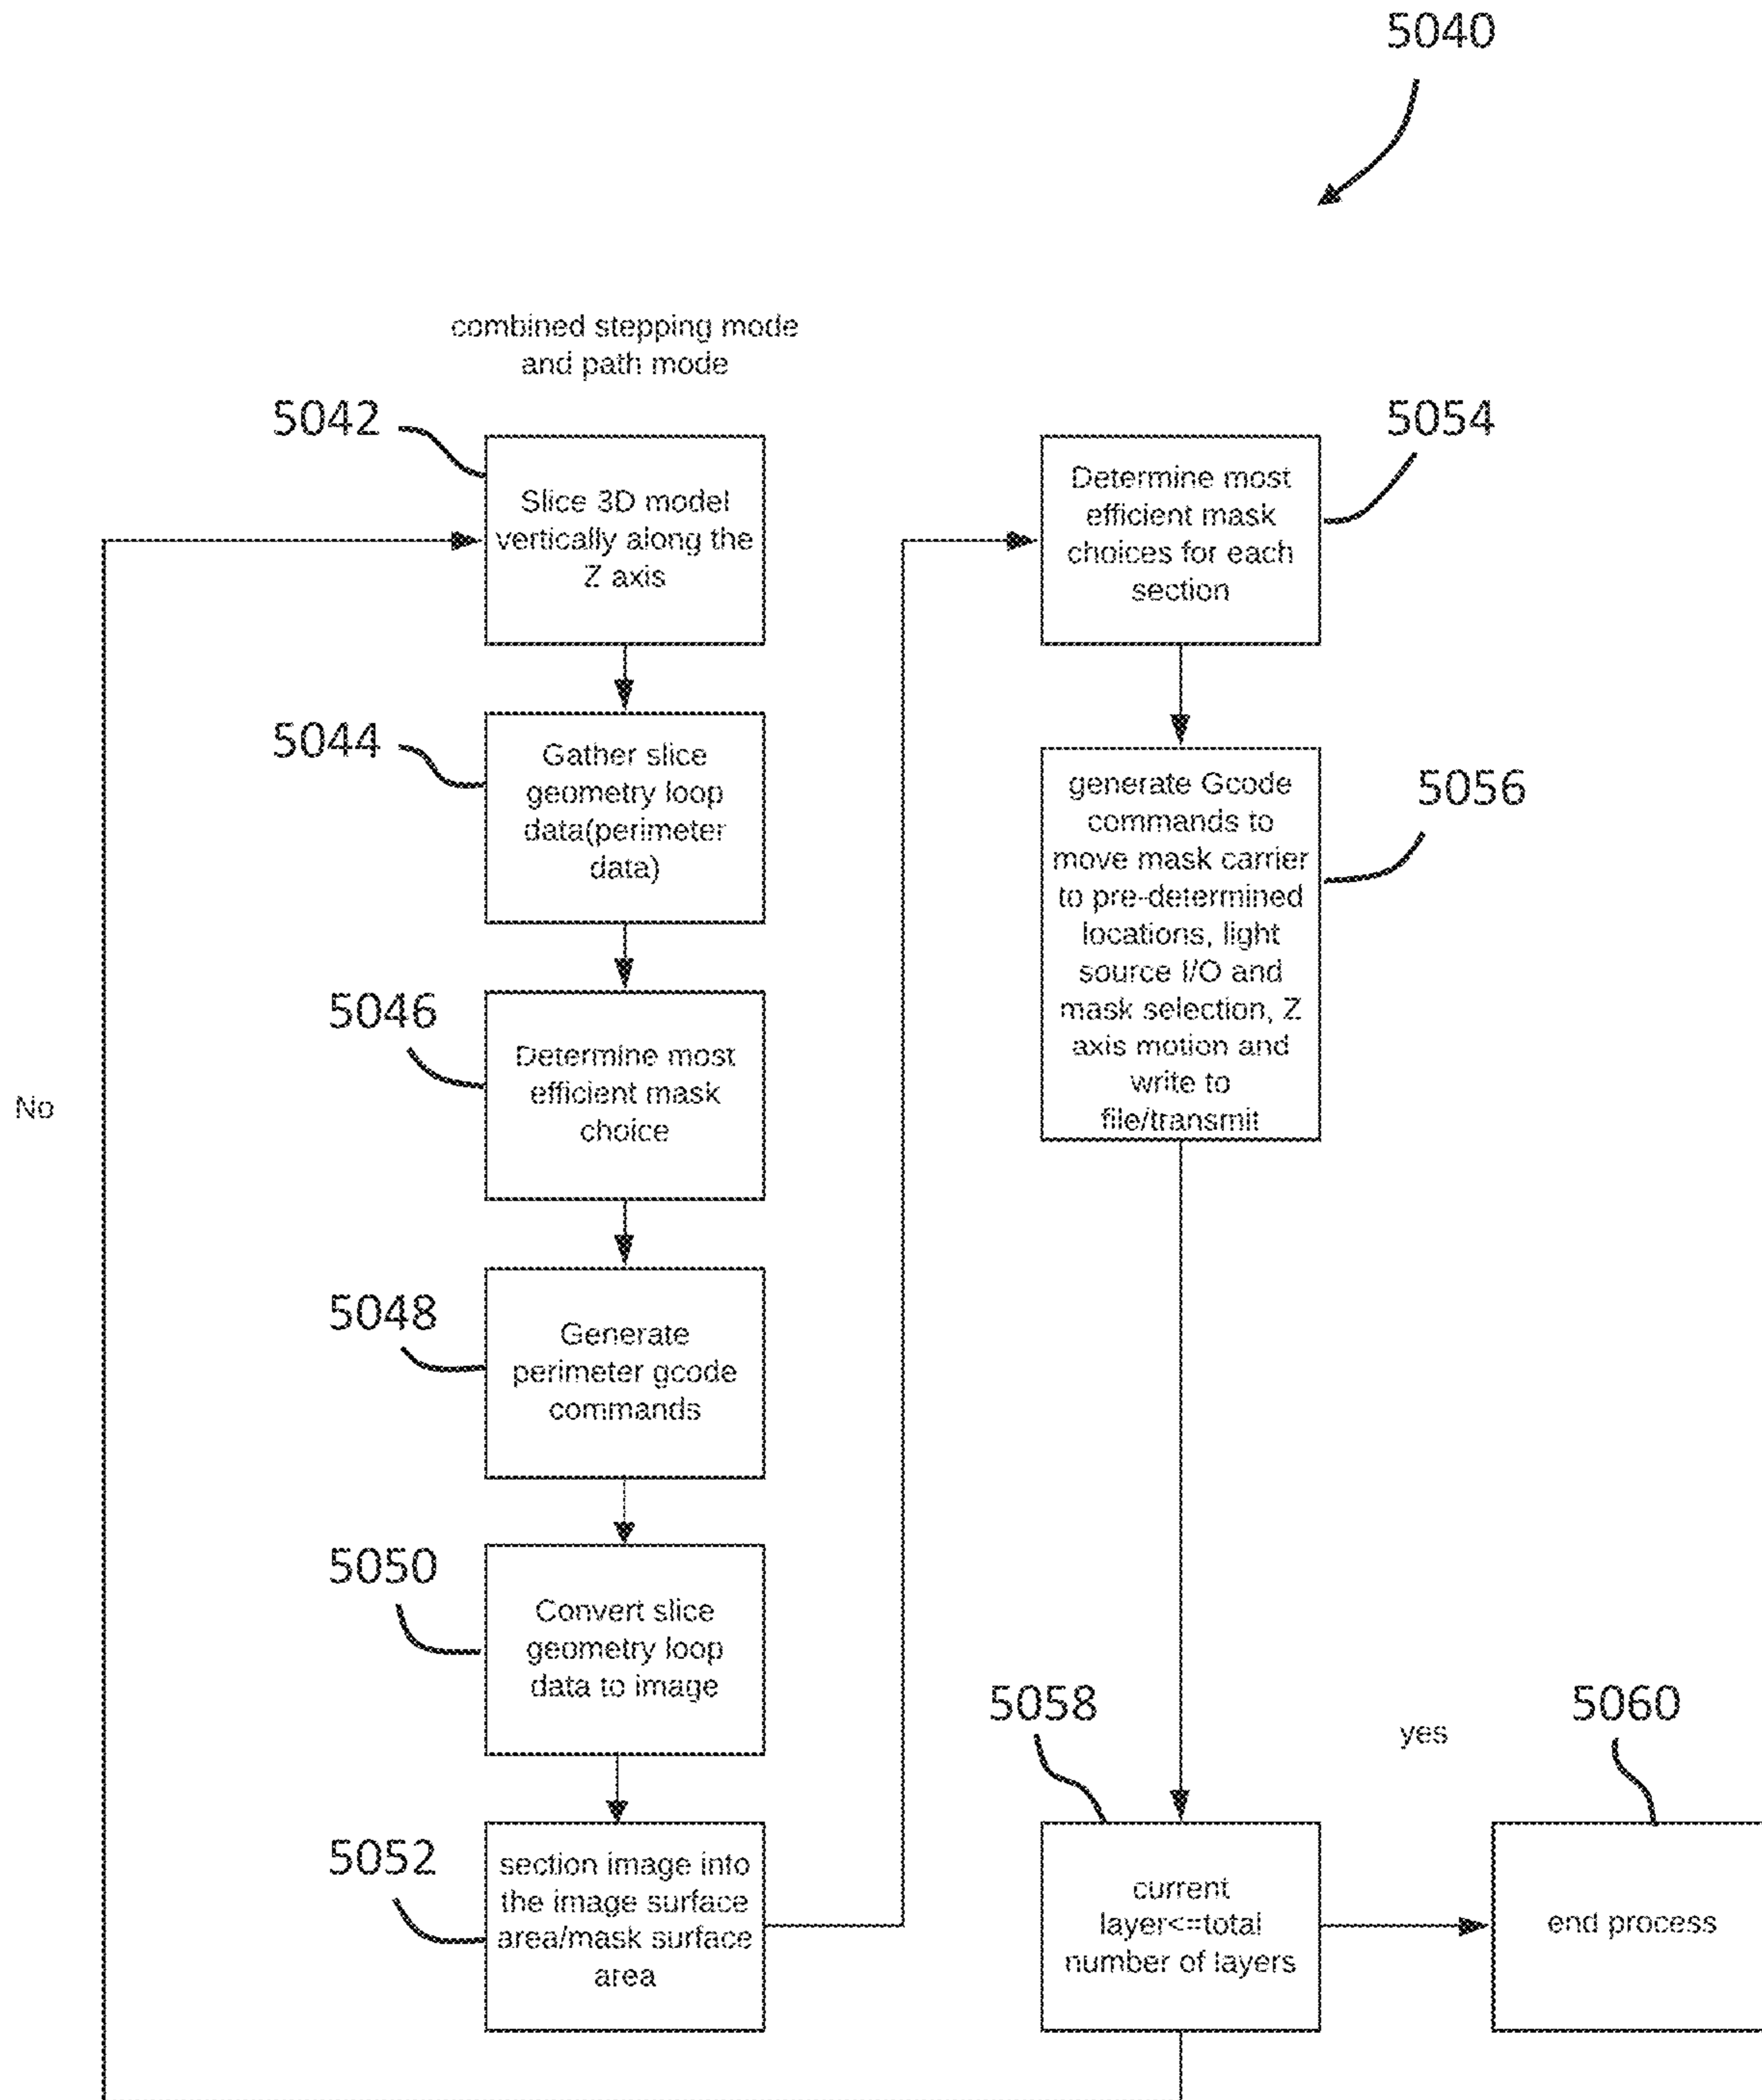 5040
combined stepping mode
and path mode
5042
Slice 3D model
vertically along the
Z axis
5044
Gather slice
geometry loop
data(perimeter
data)
5046
Determine most
efficient mask
choice
No
5048
Generate
perimeter gcode
commands
5050
Convert slice
geometry loop
data to image
5052
section image into
the image surface
area/mask surface
area
5054
Determine most
efficient mask
choices for each
section
5056
generate Gcode
commands to
move mask carrier
to pre-determined
locations, light
source I/O and
mask selection, Z
axis motion and
write to
file/transmit
5058
current
layer<=total
number of layers
yes
5060
end process